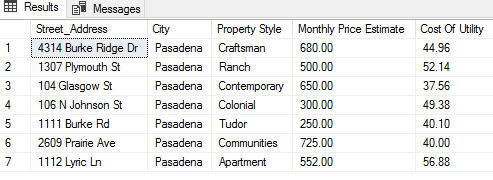 Results Messages
Street_Address City Property Style Monthly Price Estimate Cost Of Utility
1 4314 Burke Ridge Dr Pasadena Craftsman 680.00 44.96
2 1307 Plymouth St Pasadena Ranch 500.00 52.14
3 104 Glasgow St Pasadena Contemporary 650.00 37.56
4 106 N Johnson St Pasadena Colonial 300.00 49.38
5 1111 Burke Rd Pasadena Tudor 250.00 40.10
6 2609 Prairie Ave Pasadena Communities 725.00 40.00
7 1112 Lyric Ln Pasadena Apartment 552.00 56.88